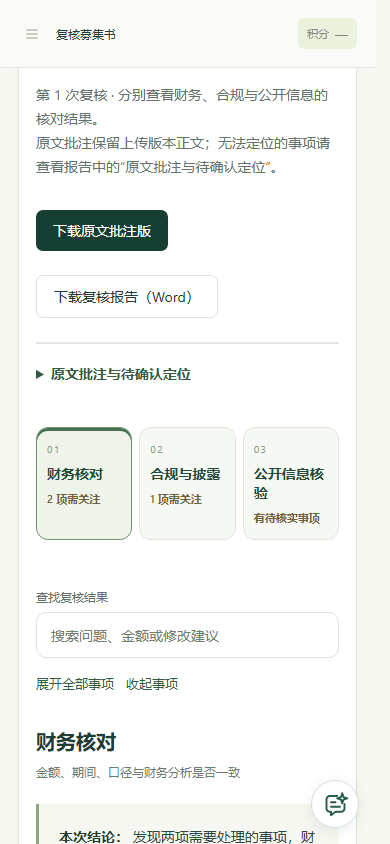 复核募集书
积分 —
第 1 次复核 · 分别查看财务、合规与公开信息的
核对结果。
原文批注保留上传版本正文；无法定位的事项请
查看报告中的“原文批注与待确认定位”。
下载原文批注版
下载复核报告（Word）
原文批注与待确认定位
01
财务核对
2 项需关注
02
合规与披露
1 项需关注
03
公开信息核
验
有待核实事项
查找复核结果
搜索问题、金额或修改建议
展开全部事项 收起事项
财务核对
金额、期间、口径与财务分析是否一致
本次结论： 发现两项需要处理的事项，财